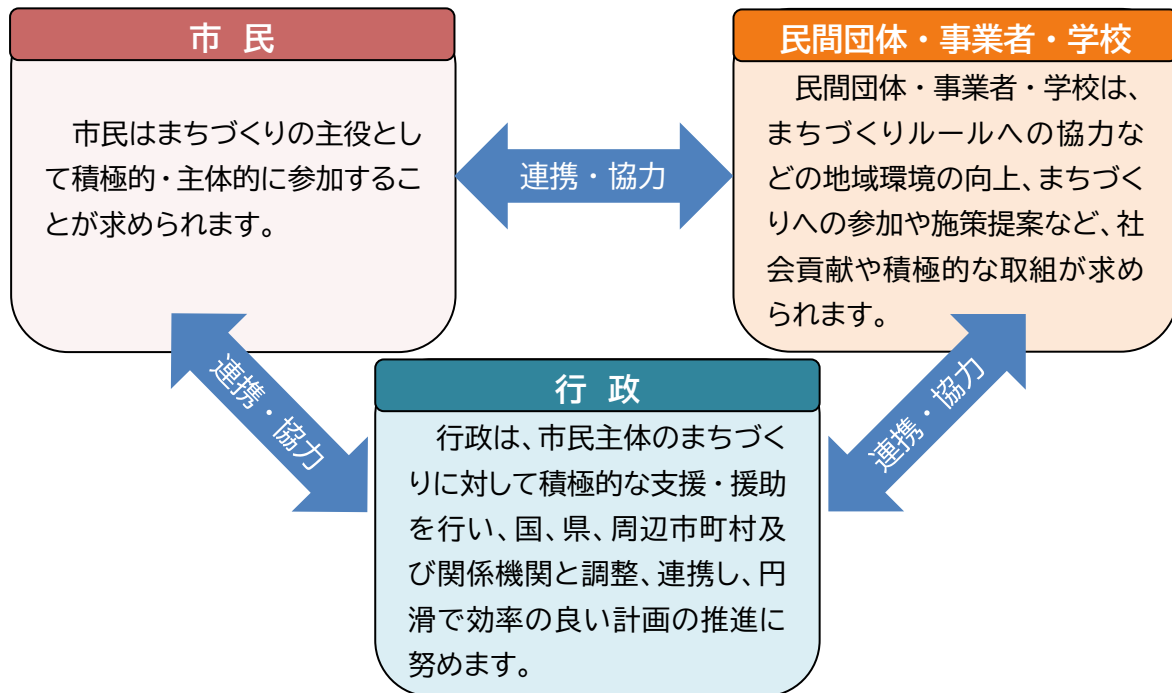 市 民
市民はまちづくりの主役とし
て積極的・主体的に参加するこ
とが求められます。
連携・協力
民間団体・事業者・学校
民間団体・事業者・学校は、
まちづくりルールへの協力な
どの地域環境の向上、まちづく
りへの参加や施策提案など、社
会貢献や積極的な取組が求め
られます。
連携・協力
連携・協力
行 政
行政は、市民主体のまちづく
りに対して積極的な支援・援助
を行い、国、県、周辺市町村及
び関係機関と調整、連携し、円
滑で効率の良い計画の推進に
努めます。